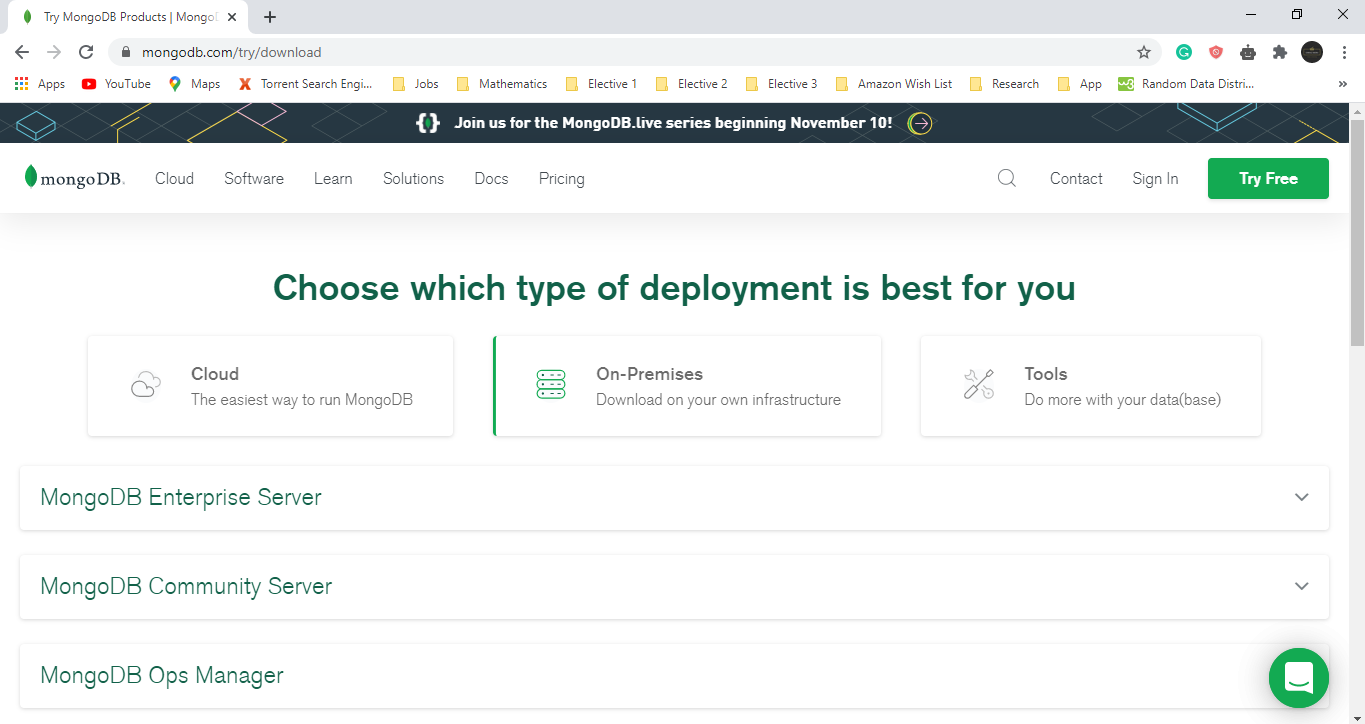 Try MongoDB Products | Mongo
mongodb.com/try/download
Apps YouTube Maps Torrent Search Engi... Jobs Mathematics Elective 1 Elective 2 Elective 3 Amazon Wish List Research App Random Data Distri... »
Join us for the MongoDB.live series beginning November 10!
mongoDB. Cloud Software Learn Solutions Docs Pricing Contact Sign In Try Free
Choose which type of deployment is best for you
Cloud
The easiest way to run MongoDB
On-Premises
Download on your own infrastructure
Tools
Do more with your data(base)
MongoDB Enterprise Server
MongoDB Community Server
MongoDB Ops Manager